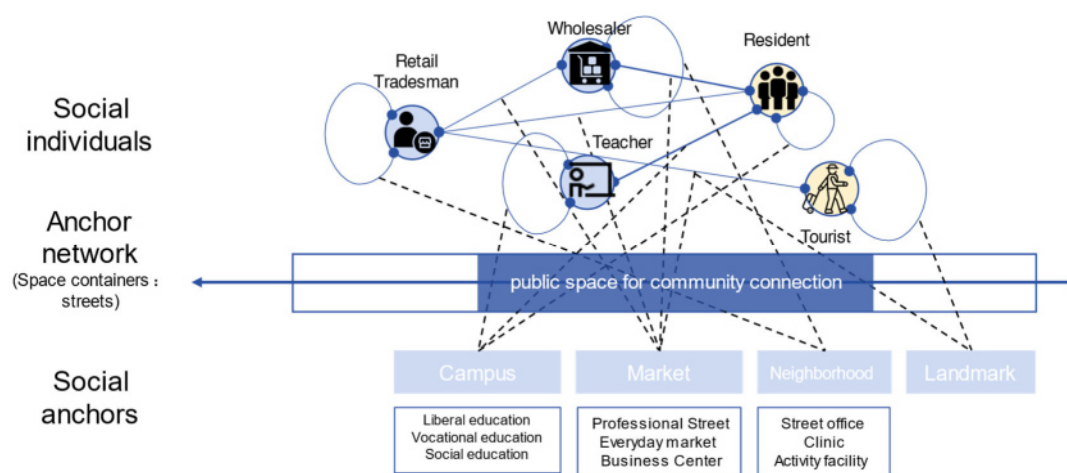 Wholesaler
Resident
Retail
Tradesman
Social
individuals
Teacher
Tourist
Anchor
network
(Space containers：
streets)
public space for community connection
Social
anchors
Campus
Market
Neighborhood
Landmark
Liberal education
Vocational education
Social education
Professional Street
Everyday market
Business Center
Street office
Clinic
Activity facility